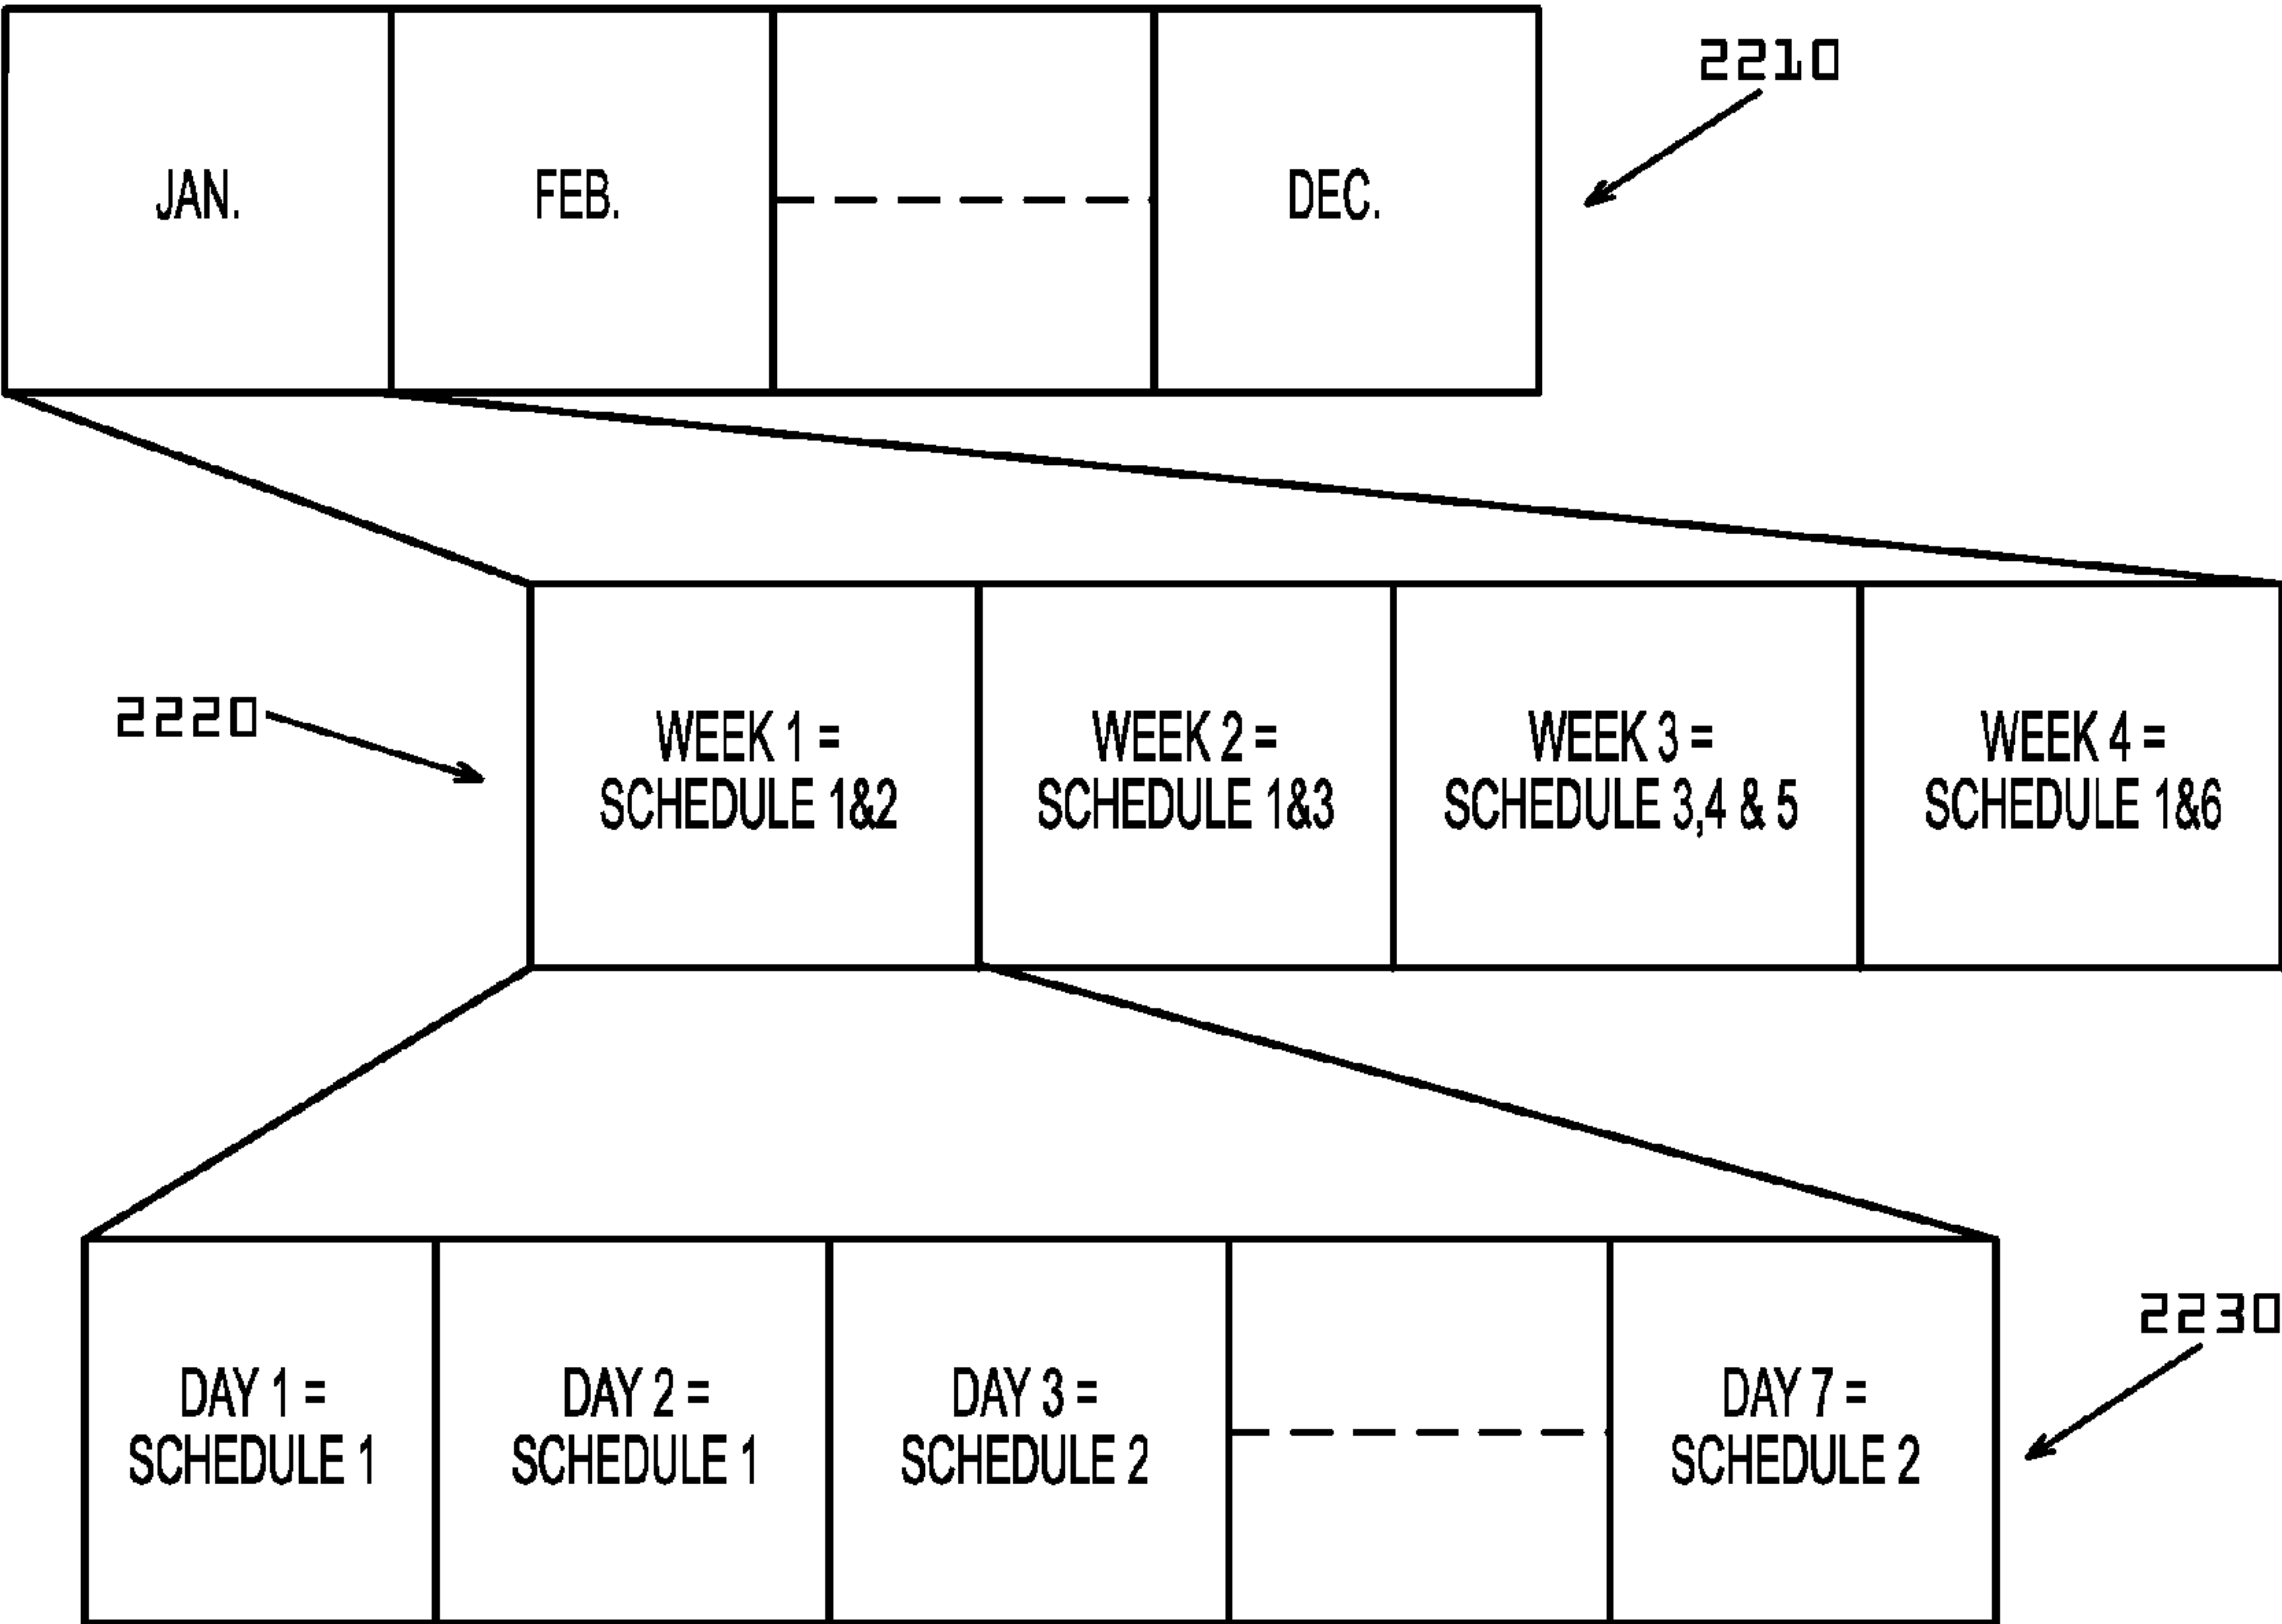 2210
JAN.
FEB.
DEC.
2220
WEEK 1 =
SCHEDULE 1&2
WEEK 2 =
SCHEDULE 1&3
WEEK 3 =
SCHEDULE 3,4 & 5
WEEK 4 =
SCHEDULE 1&6
2230
DAY 1 =
SCHEDULE 1
DAY 2 =
SCHEDULE 1
DAY 3 =
SCHEDULE 2
DAY 7 =
SCHEDULE 2